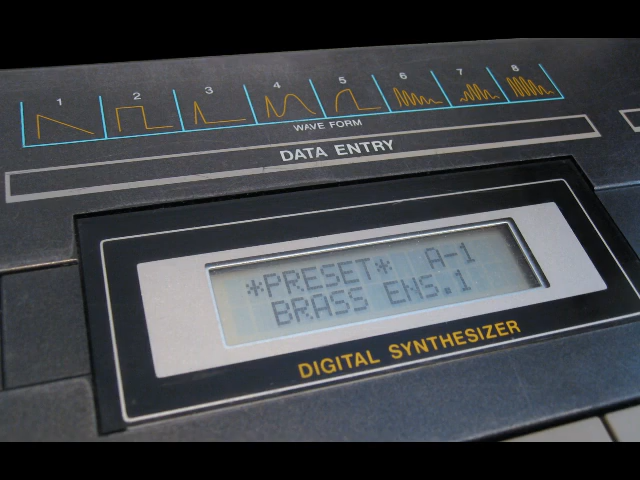 1 2 3 4 5 6 7 8
WAVE FORM
DATA ENTRY
*PRESET* A-1
BRASS ENS.1
DIGITAL SYNTHESIZER